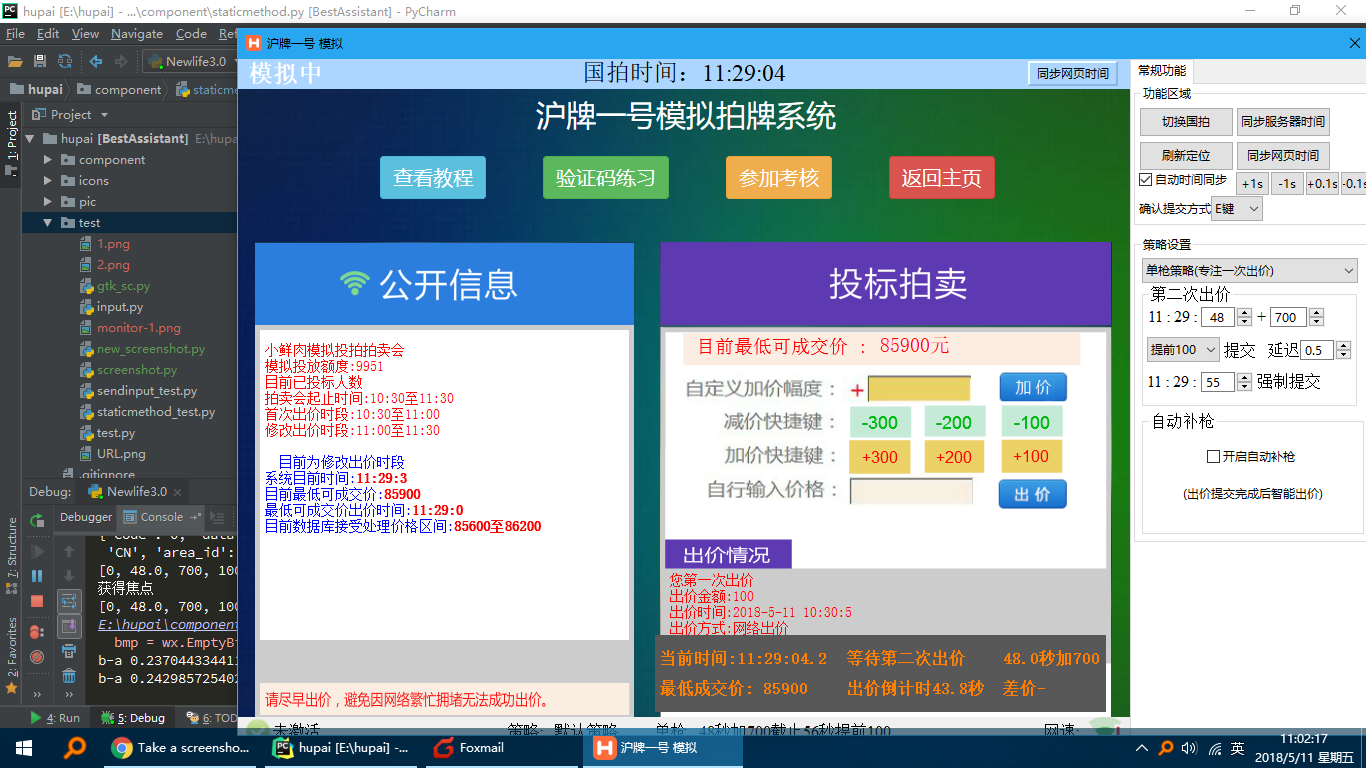 hupai [E:\hupai] - ...\component\staticmethod.py [BestAssistant] - PyCharm
File Edit View Navigate Code Ref
Newlife3.0
hupai component
Project
hupai [BestAssistant] E:\hupa
component
icons
pic
test
1.png
2.png
gtk_sc.py
input.py
monitor-1.png
new_screenshot.py
screenshot.py
sendinput_test.py
staticmethod_test.py
test.py
URL.png
.gitignore
1: Project
7: Structure
2: Favorites
Debug: Newlife3.0
Debugger Console
'CN', 'area_id':
[0, 48.0, 700, 100
获得焦点
[0, 48.0, 700, 100
E:\hupai\component
bmp = wx.EmptyBi
b-a 0.23704433441
b-a 0.24298572540
4: Run 5: Debug 6: TOD
沪牌一号 模拟
模拟中
国拍时间：11:29:04
同步网页时间
沪牌一号模拟拍牌系统
查看教程 验证码练习 参加考核 返回主页
公开信息
小鲜肉模拟投拍拍卖会
模拟投放额度:9951
目前已投标人数
拍卖会起止时间:10:30至11:30
首次出价时段:10:30至11:00
修改出价时段:11:00至11:30
目前为修改出价时段
系统目前时间:11:29:3
目前最低可成交价:85900
最低可成交价出价时间:11:29:0
目前数据库接受处理价格区间:85600至86200
请尽早出价，避免因网络繁忙拥堵无法成功出价。
投标拍卖
目前最低可成交价 ： 85900元
自定义加价幅度： + 加 价
减价快捷键： -300 -200 -100
加价快捷键： +300 +200 +100
自行输入价格： 出 价
出价情况
您第一次出价
出价金额:100
出价时间:2018-5-11 10:30:5
出价方式:网络出价
当前时间:11:29:04.2 等待第二次出价 48.0秒加700
最低成交价: 85900 出价倒计时43.8秒 差价-
未激活 策略: 默认策略 单枪 48秒加700截止56秒提前100 网速:
常规功能
功能区域
切换国拍 同步服务器时间
刷新定位 同步网页时间
自动时间同步 +1s -1s +0.1s -0.1s
确认提交方式 E键
策略设置
单枪策略(专注一次出价)
第二次出价
11 : 29 : 48 + 700
提前100 提交 延迟 0.5
11 : 29 : 55 强制提交
自动补枪
开启自动补枪
(出价提交完成后智能出价)
Take a screensho... hupai [E:\hupai] -... Foxmail 沪牌一号 模拟
英
11:02:17
2018/5/11 星期五